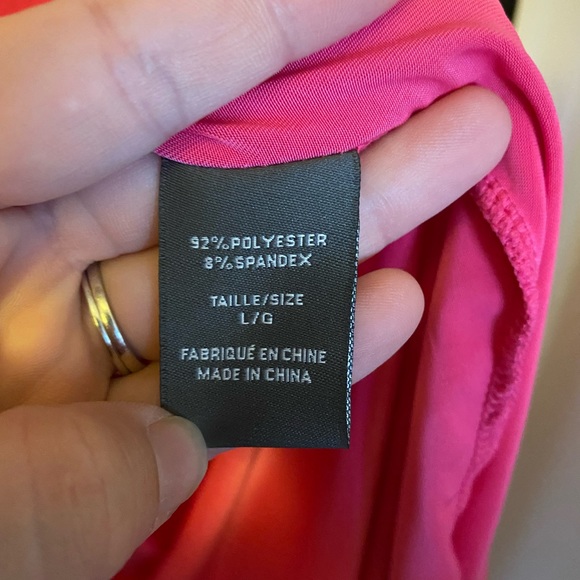 92%POLYESTER
8%SPANDEX
TAILLE/SIZE
L/G
FABRIQUÉ EN CHINE
MADE IN CHINA